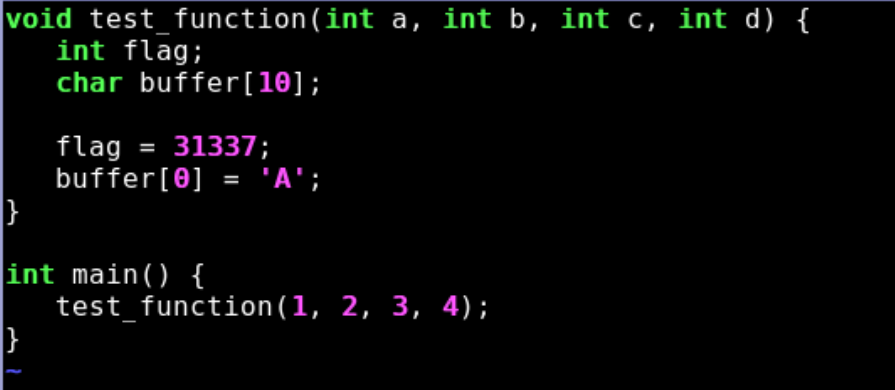 void test_function(int a, int b, int c, int d) {
   int flag;
   char buffer[10];

   flag = 31337;
   buffer[0] = 'A';
}

int main() {
   test_function(1, 2, 3, 4);
}
~